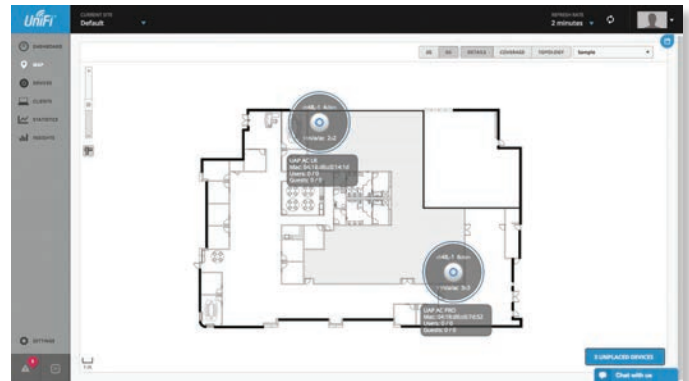 UniFi
CURRENT SITE
Default
REFRESH RATE
2 minutes
DASHBOARD
MAP
DEVICES
CLIENTS
STATISTICS
INSIGHTS
2D
3D
DETAILS
COVERAGE
TOPOLOGY
Sample
UAP AC LR
Users: 0 / 0
Guests: 0 / 0
UAP AC PRO
Users: 0 / 0
Guests: 0 / 0
SETTINGS
3 UNPLACED DEVICES
Chat with us